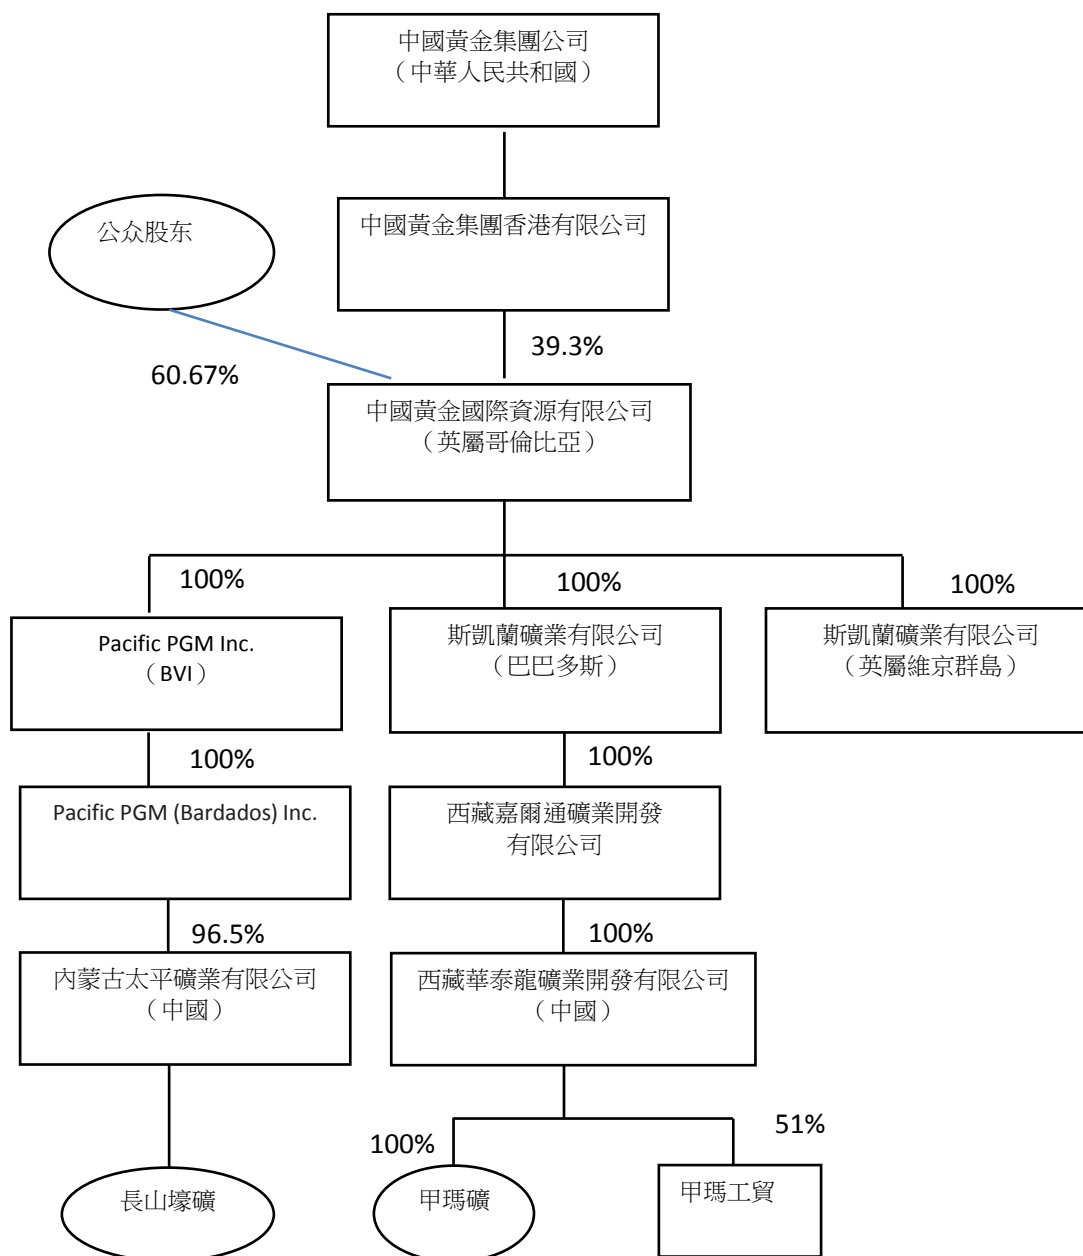 中國黃金集團公司
（中華人民共和國）
公众股东
中國黃金集團香港有限公司
39.3%
60.67%
中國黃金國際資源有限公司
（英屬哥倫比亞）
100%
100%
100%
Pacific PGM Inc.
（BVI）
斯凱蘭礦業有限公司
（巴巴多斯）
斯凱蘭礦業有限公司
（英屬維京群島）
100%
100%
Pacific PGM (Bardados) Inc.
西藏嘉爾通礦業開發
有限公司
96.5%
100%
內蒙古太平礦業有限公司
（中國）
西藏華泰龍礦業開發有限公司
（中國）
100%
51%
長山壕礦
甲瑪礦
甲瑪工貿